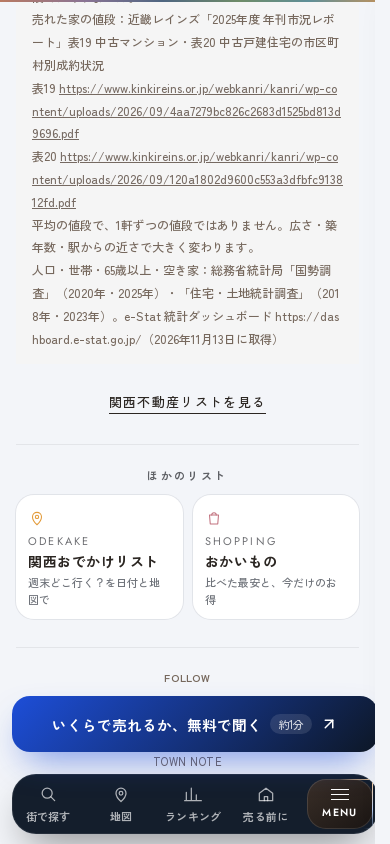 売れた家の値段：近畿レインズ「2025年度 年刊市況レポ
ート」表19 中古マンション・表20 中古戸建住宅の市区町
村別成約状況
表19 https://www.kinkireins.or.jp/webkanri/kanri/wp-co
ntent/uploads/2026/09/4aa7279bc826c2683d1525bd813d
9696.pdf
表20 https://www.kinkireins.or.jp/webkanri/kanri/wp-co
ntent/uploads/2026/09/120a1802d9600c553a3dfbfc9138
12fd.pdf
平均の値段で、1軒ずつの値段ではありません。広さ・築
年数・駅からの近さで大きく変わります。
人口・世帯・65歳以上・空き家：総務省統計局「国勢調
査」（2020年・2025年）・「住宅・土地統計調査」（201
8年・2023年）。e-Stat 統計ダッシュボード https://das
hboard.e-stat.go.jp/（2026年11月13日に取得）
関西不動産リストを見る
ほかのリスト
ODEKAKE
関西おでかけリスト
週末どこ行く？を日付と地
図で
SHOPPING
おかいもの
比べた最安と、今だけのお
得
FOLLOW
いくらで売れるか、無料で聞く 約1分
TOWN NOTE
街で探す 地図 ランキング 売る前に MENU